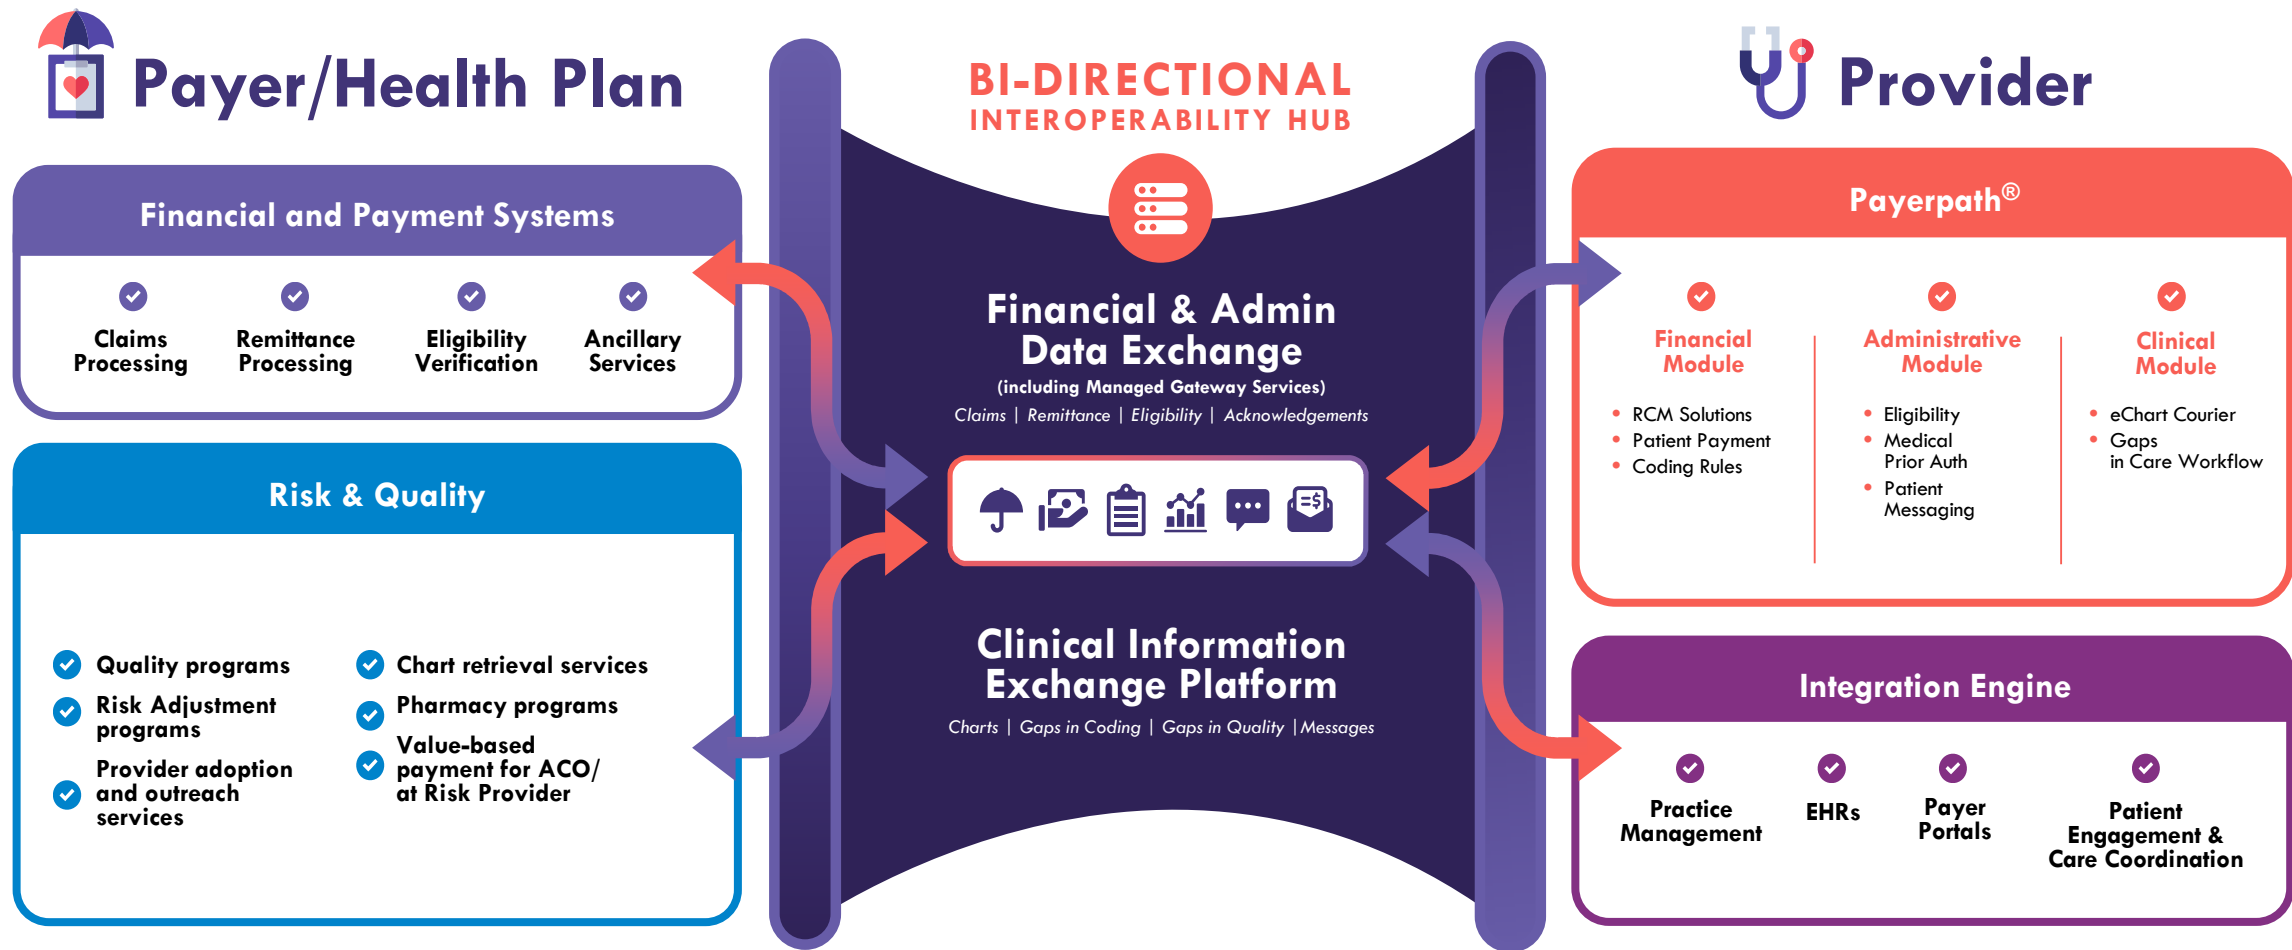 Payer/Health Plan
Financial and Payment Systems
Claims
Processing
Remittance
Processing
Eligibility
Verification
Ancillary
Services
Risk & Quality
Quality programs
Risk Adjustment
programs
Provider adoption
and outreach
services
Chart retrieval services
Pharmacy programs
Value-based
payment for ACO/
at Risk Provider
BI-DIRECTIONAL
INTEROPERABILITY HUB
Financial & Admin
Data Exchange
(including Managed Gateway Services)
Claims | Remittance | Eligibility | Acknowledgements
=$
Clinical Information
Exchange Platform
Charts | Gaps in Coding | Gaps in Quality |Messages
Provider
Payerpath®
Financial
Module
• RCM Solutions
• Patient Payment
• Coding Rules
Administrative
Module
• Eligibility
• Medical
Prior Auth
• Patient
Messaging
Clinical
Module
• eChart Courier
• Gaps
in Care Workflow
Integration Engine
Practice
Management
EHRs
Payer
Portals
Patient
Engagement &
Care Coordination